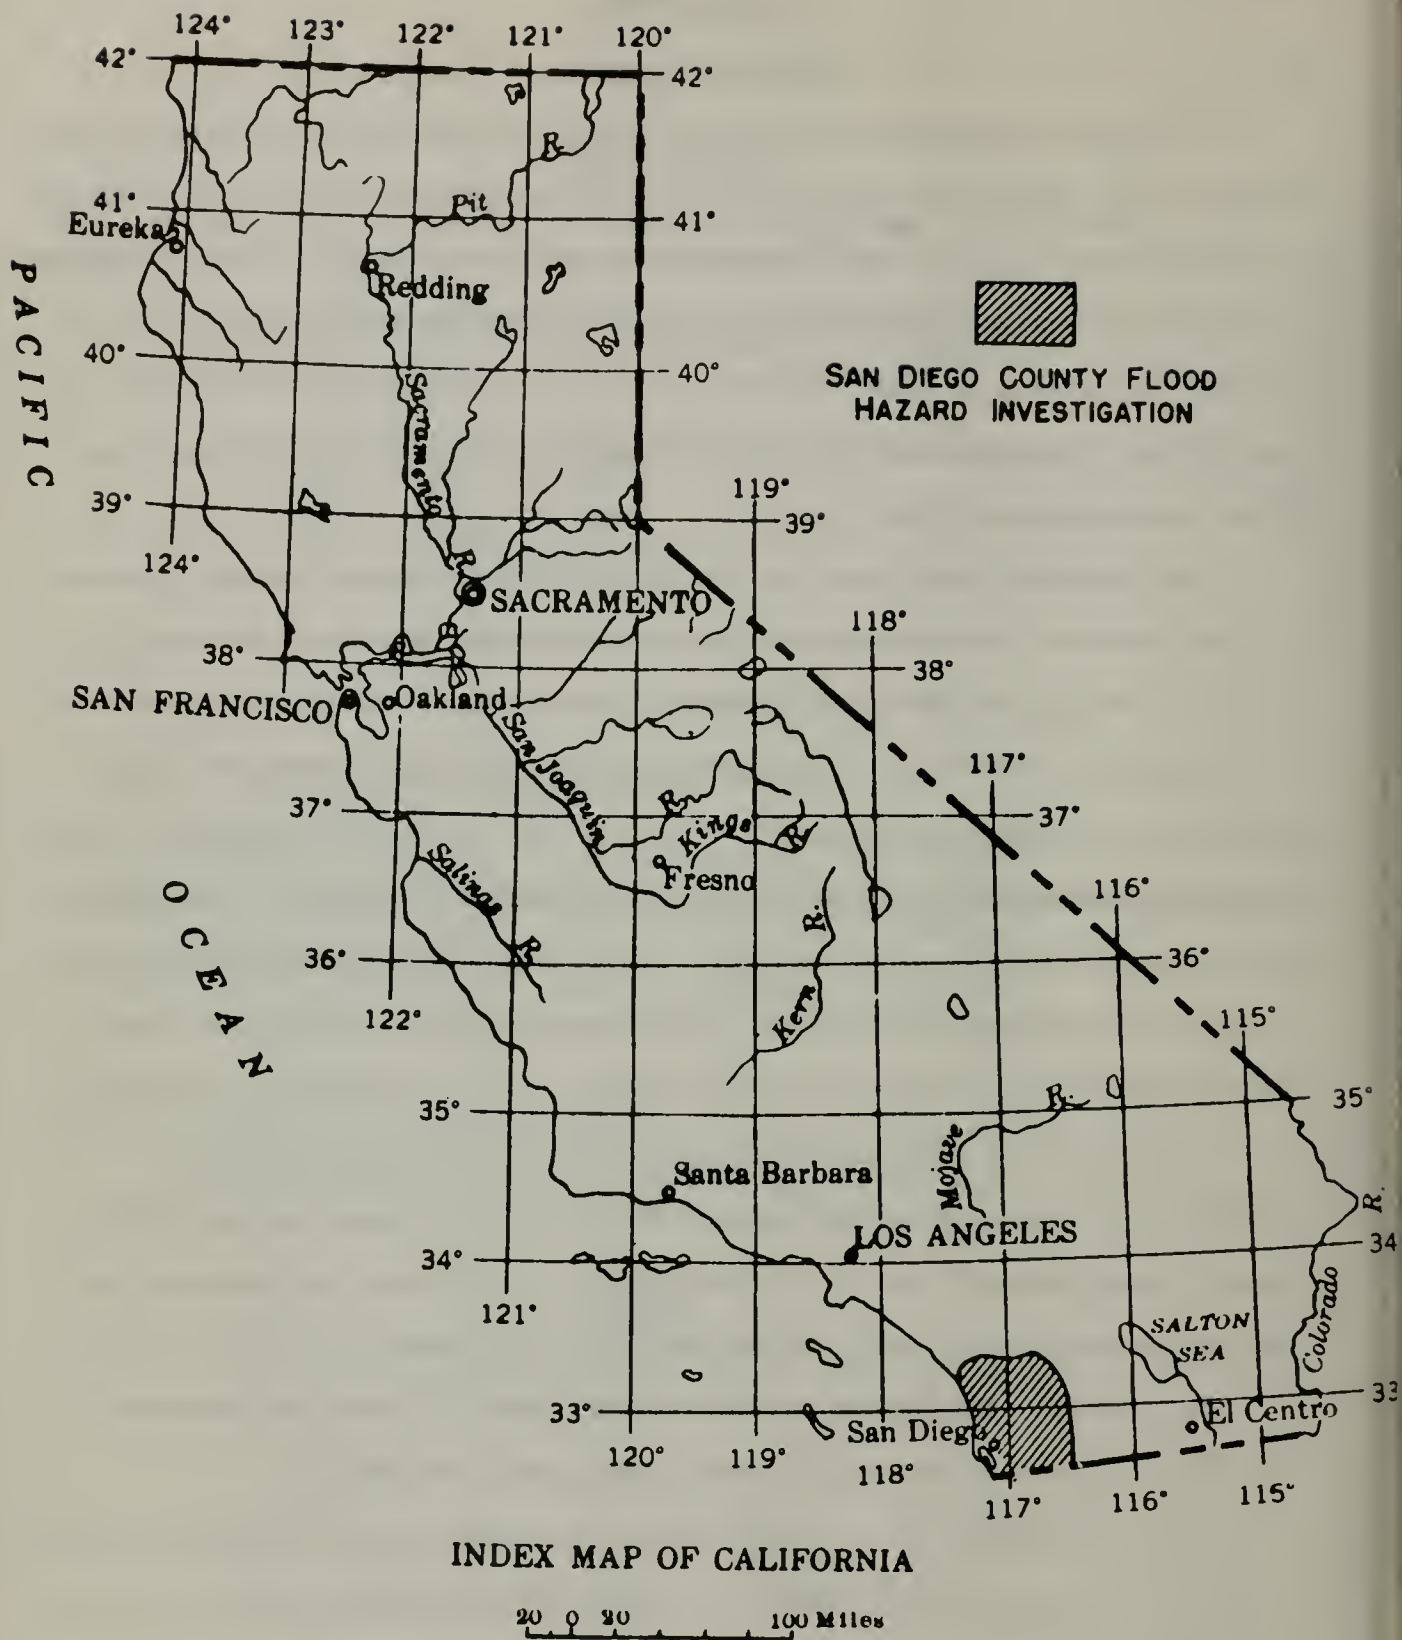 124° 123° 122° 121° 120°
42° 42°
R.
Pit
41° 41°
Eureka
Redding
PACIFIC
40° 40°
SAN DIEGO COUNTY FLOOD
HAZARD INVESTIGATION
Sacramento R.
119°
39° 39°
124°
SACRAMENTO
118°
38° 38°
SAN FRANCISCO Oakland
San Joaquin R.
117°
37° 37°
Kings R.
Fresno
Salinas R.
116°
OCEAN
36° 36°
Kern R.
122° 115°
35° 35°
Mojave R.
Santa Barbara
R.
LOS ANGELES
34° 34
Colorado
121°
SALTON
SEA
33° 33
San Diego El Centro
120° 119° 118° 117° 116° 115°
INDEX MAP OF CALIFORNIA
20 0 20 100 Miles